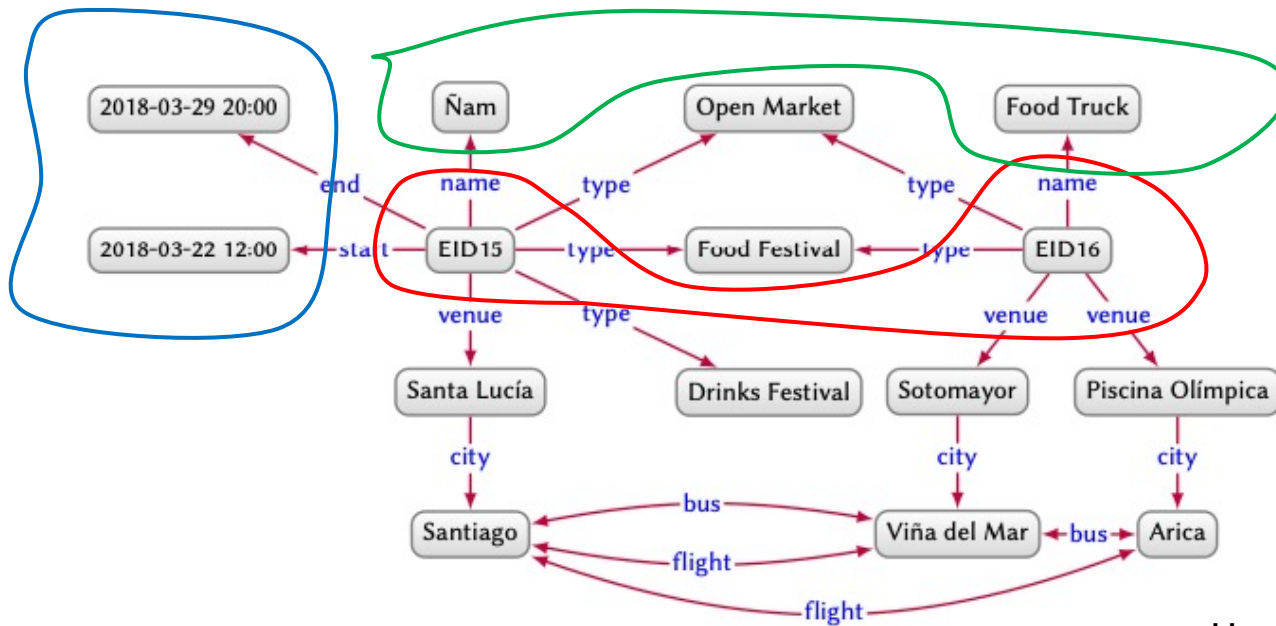 2018-03-29 20:00 Ñam Open Market Food Truck
end name type type name
2018-03-22 12:00 start EID15 type Food Festival type EID16
venue type venue venue
Santa Lucía Drinks Festival Sotomayor Piscina Olímpica
city city city
bus
Santiago Viña del Mar bus Arica
flight
flight